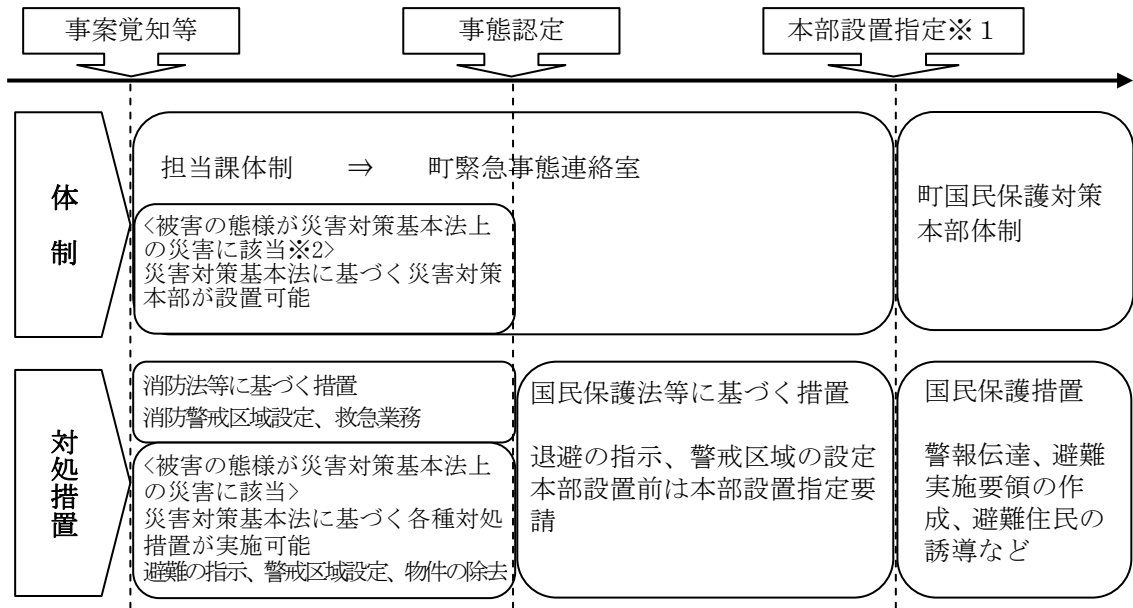 事案覚知等
事態認定
本部設置指定※１
体制
担当課体制　⇒　町緊急事態連絡室
<被害の態様が災害対策基本法上
の災害に該当※2>
災害対策基本法に基づく災害対策
本部が設置可能
町国民保護対策
本部体制
対処措置
消防法等に基づく措置
消防警戒区域設定、救急業務
<被害の態様が災害対策基本法上
の災害に該当>
災害対策基本法に基づく各種対処
措置が実施可能
避難の指示、警戒区域設定、物件の除去
国民保護法等に基づく措置
退避の指示、警戒区域の設定
本部設置前は本部設置指定要
請
国民保護措置
警報伝達、避難
実施要領の作
成、避難住民の
誘導など